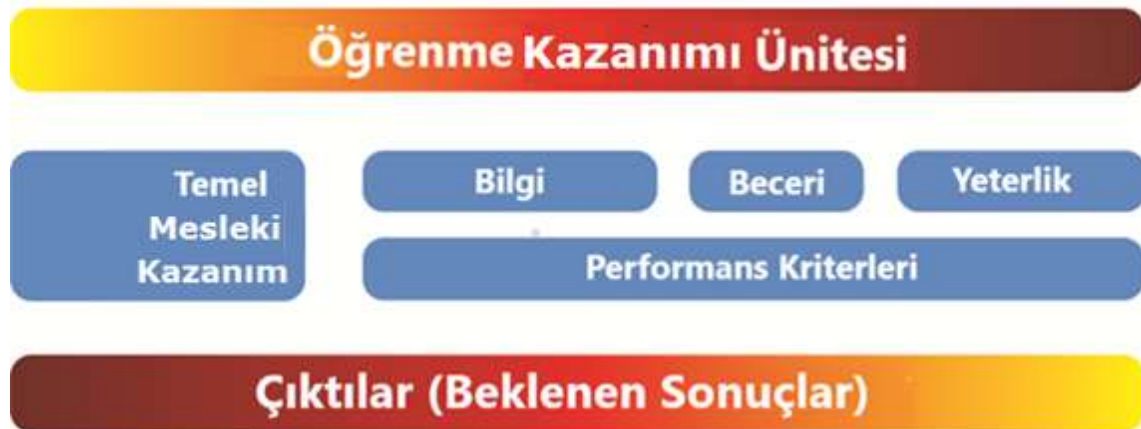 Öğrenme Kazanımı Ünitesi
Temel
Mesleki
Kazanım
Bilgi
Beceri
Yeterlik
Performans Kriterleri
Çıktılar (Beklenen Sonuçlar)